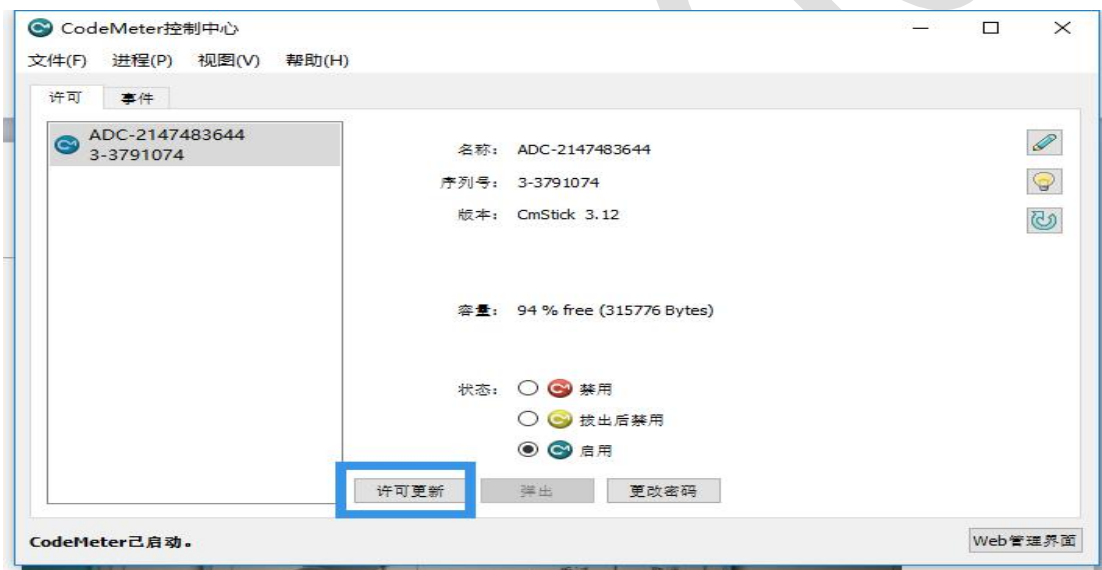 CodeMeter控制中心
文件(F) 进程(P) 视图(V) 帮助(H)
许可 事件
ADC-2147483644
3-3791074
名称: ADC-2147483644
序列号: 3-3791074
版本: CmStick 3.12
容量: 94 % free (315776 Bytes)
状态: 禁用
拔出后禁用
启用
许可更新 弹出 更改密码
CodeMeter已启动。 Web管理界面